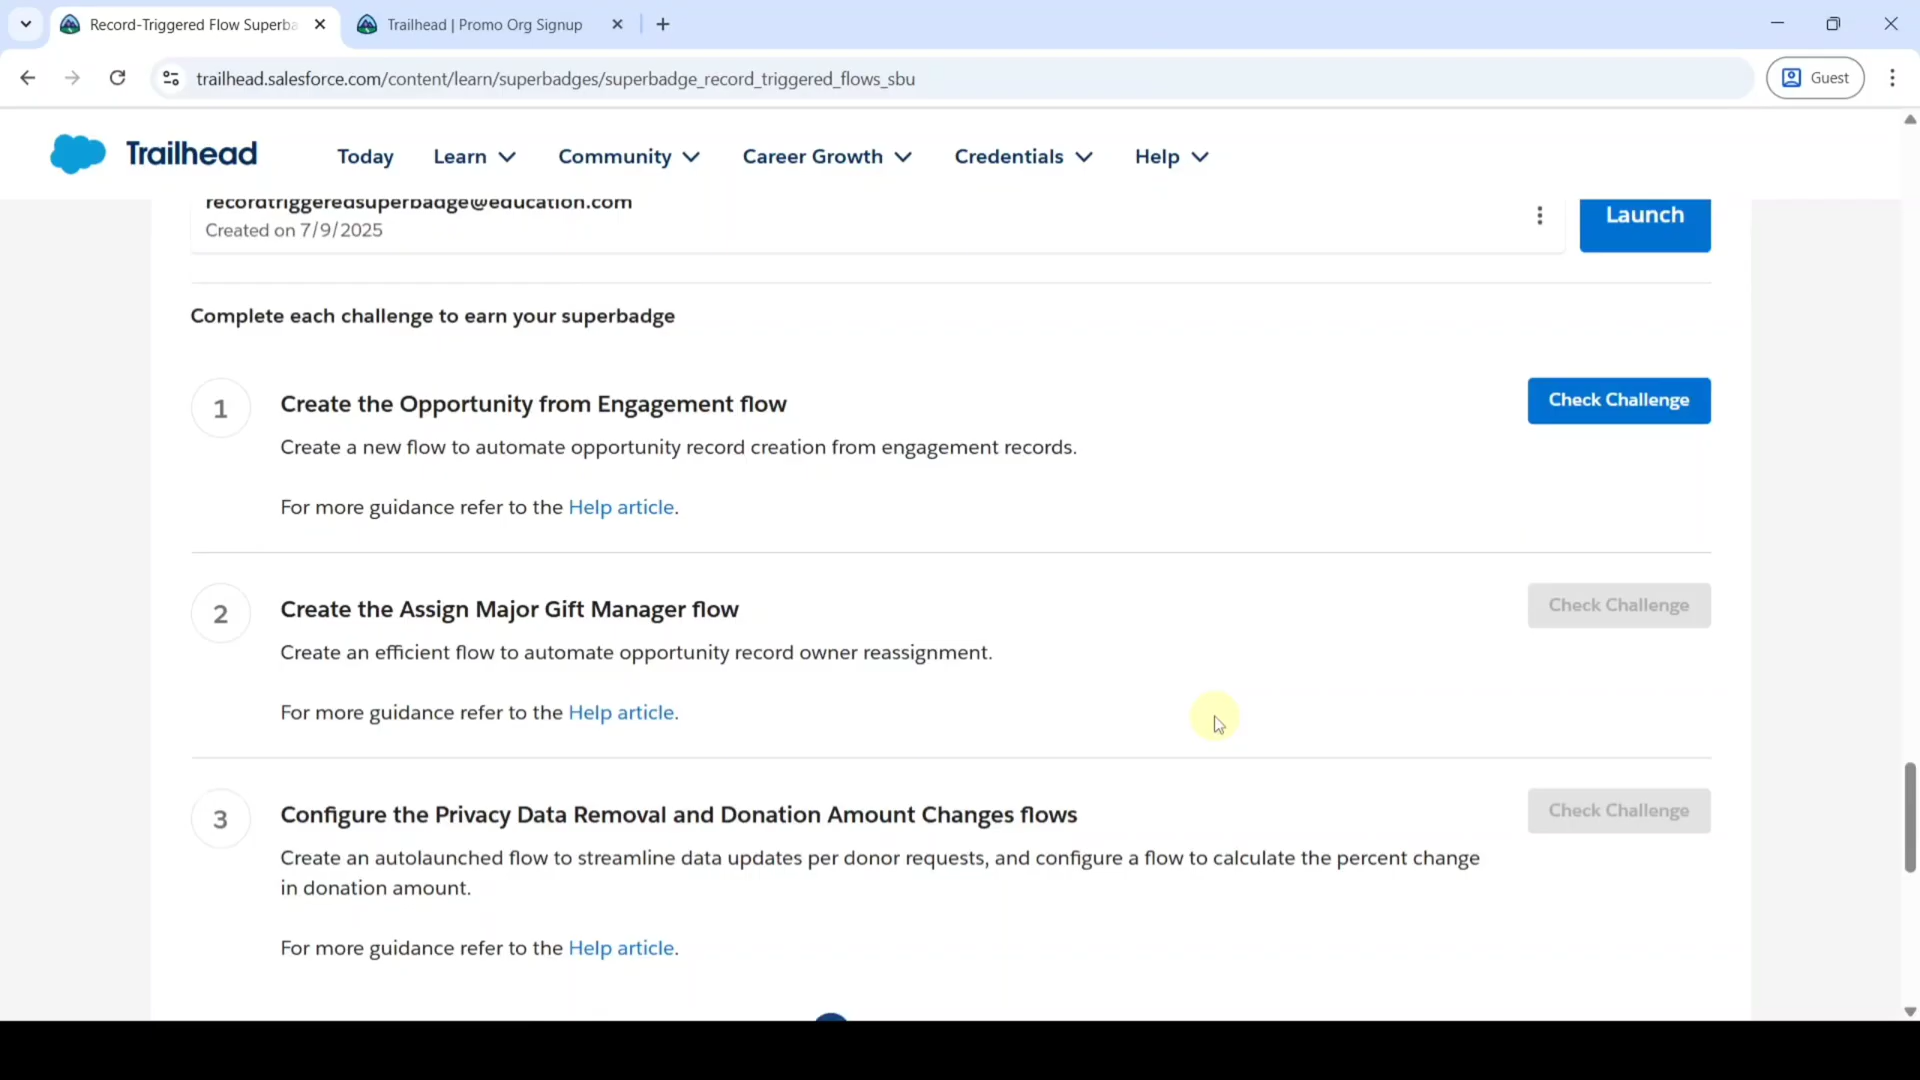 Record-Triggered Flow Superba
Trailhead | Promo Org Signup
trailhead.salesforce.com/content/learn/superbadges/superbadge_record_triggered_flows_sbu
Guest
Trailhead
Today
Learn
Community
Career Growth
Credentials
Help
recordtriggeredsuperbadge@education.com
Created on 7/9/2025
Launch
Complete each challenge to earn your superbadge
1
Create the Opportunity from Engagement flow
Check Challenge
Create a new flow to automate opportunity record creation from engagement records.
For more guidance refer to the Help article.
2
Create the Assign Major Gift Manager flow
Check Challenge
Create an efficient flow to automate opportunity record owner reassignment.
For more guidance refer to the Help article.
3
Configure the Privacy Data Removal and Donation Amount Changes flows
Check Challenge
Create an autolaunched flow to streamline data updates per donor requests, and configure a flow to calculate the percent change
in donation amount.
For more guidance refer to the Help article.